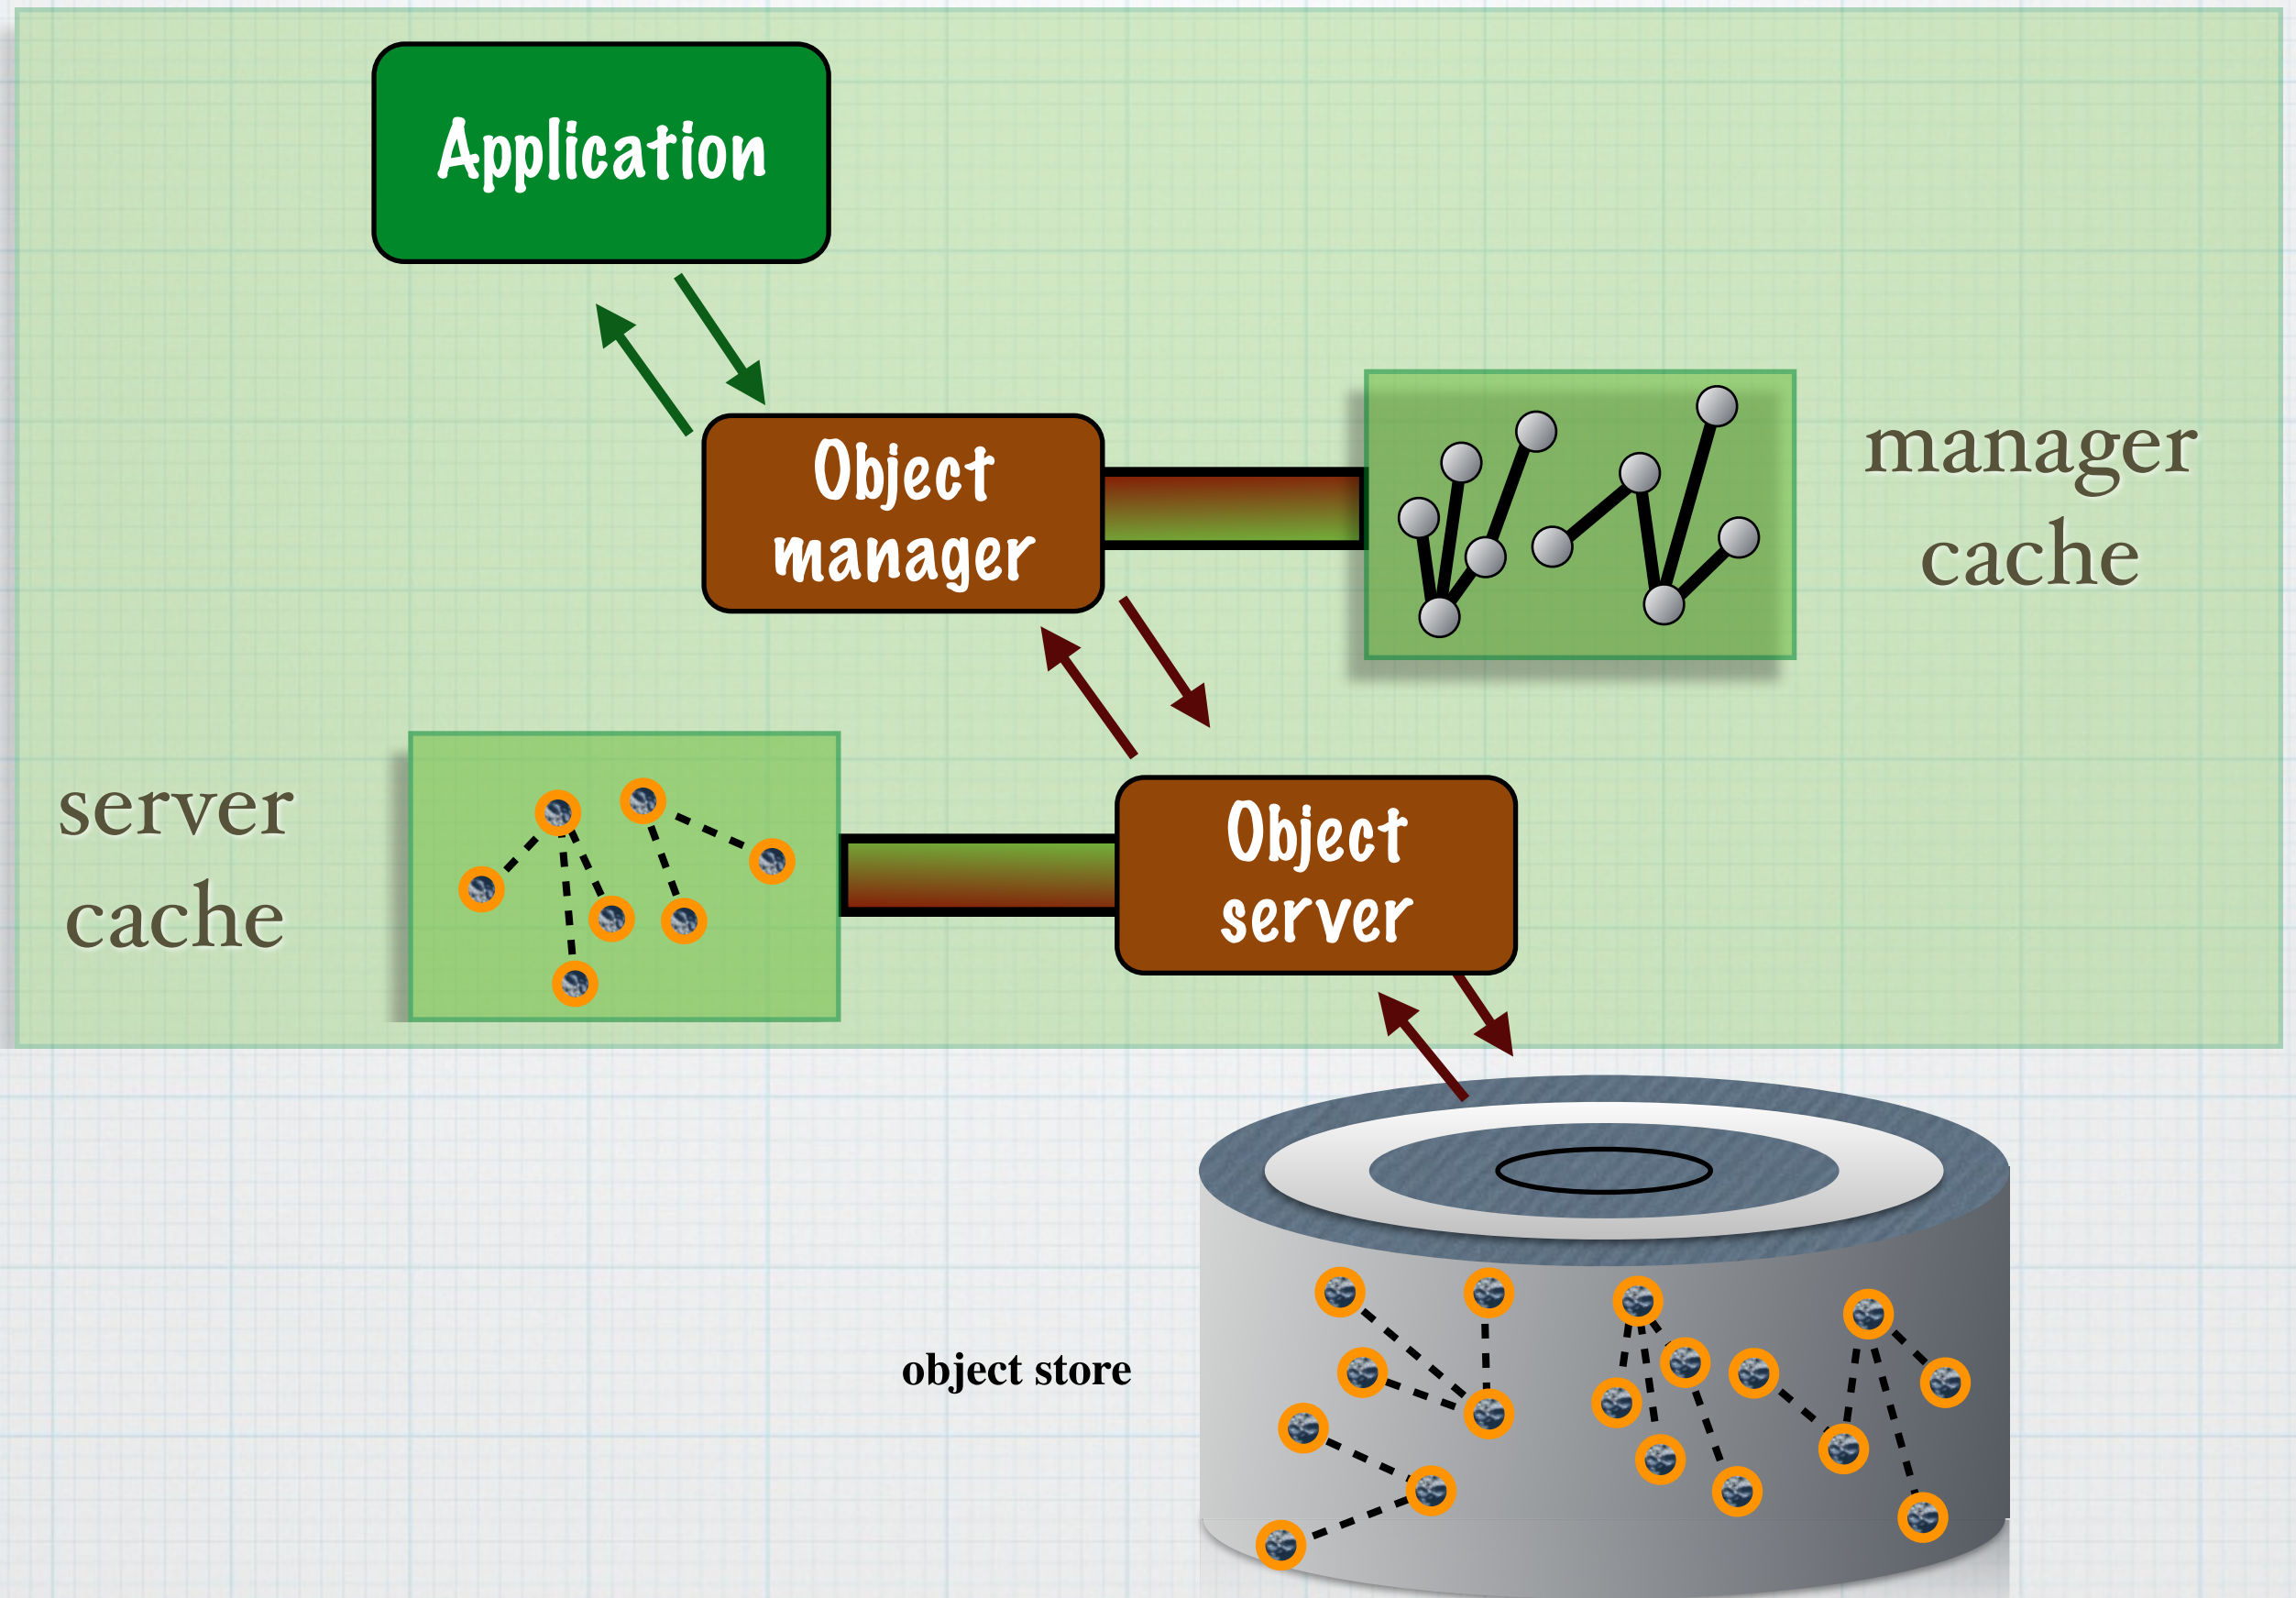 Application
Object
manager
manager
cache
server
cache
Object
server
object store